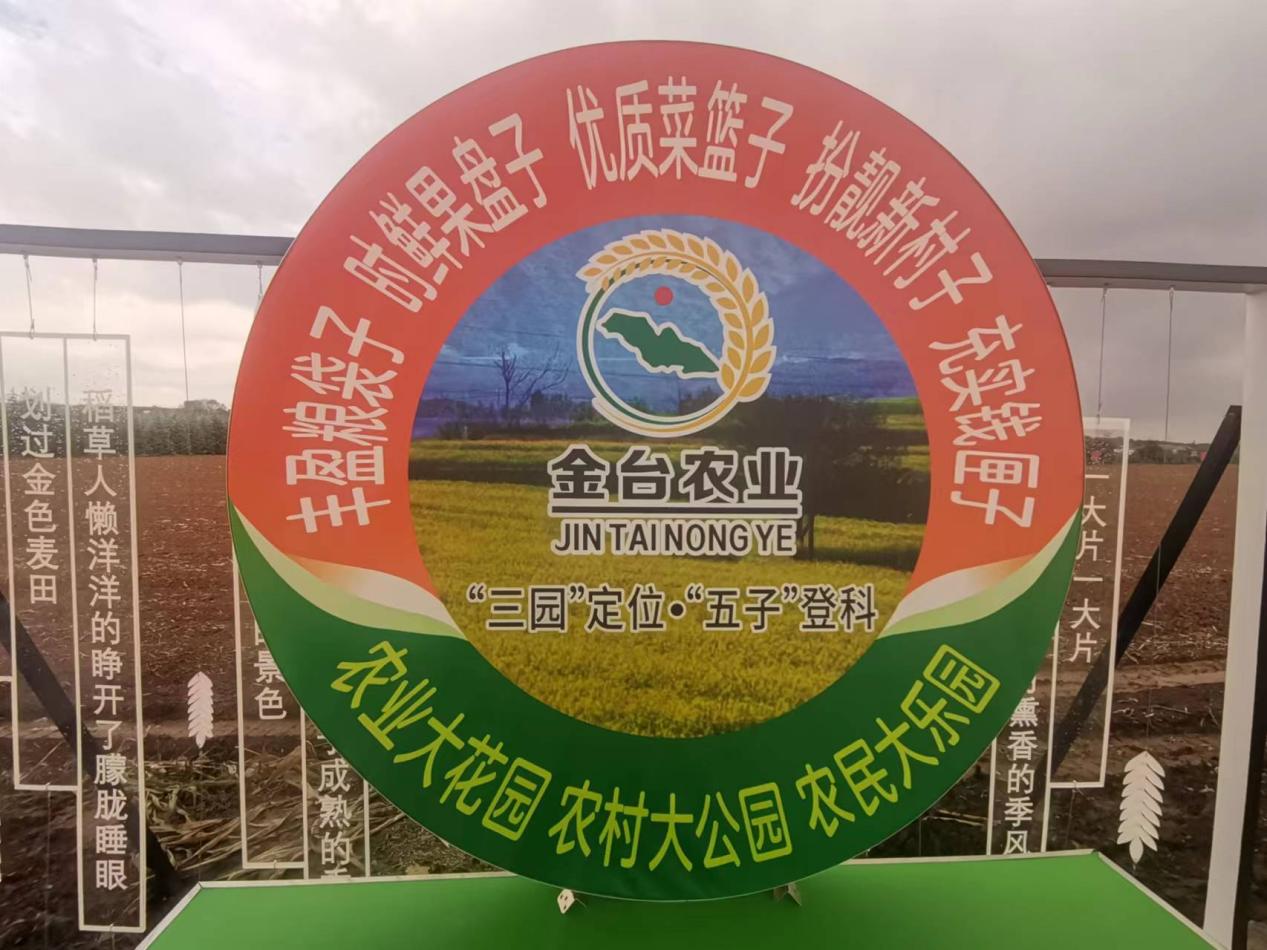 丰盈粮袋子 时鲜果盘子 优质菜篮子 扮靓新村子 充实钱匣子
金台农业
JIN TAI NONG YE
“三园”定位·“五子”登科
农业大花园 农村大公园 农民大乐园
稻草人懒洋洋的睁开了朦胧睡眼
划过金色麦田
景色
成熟的
一大片一大片
熏香的季风